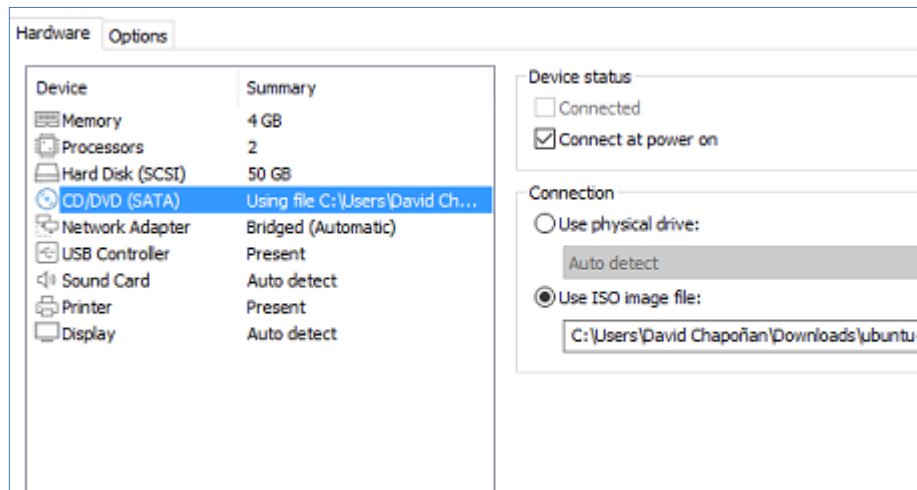 Hardware Options
Device Summary
Memory 4 GB
Processors 2
Hard Disk (SCSI) 50 GB
CD/DVD (SATA) Using file C:\Users\David Ch...
Network Adapter Bridged (Automatic)
USB Controller Present
Sound Card Auto detect
Printer Present
Display Auto detect
Device status
Connected
Connect at power on
Connection
Use physical drive:
Auto detect
Use ISO image file:
C:\Users\David Chapoñan\Downloads\ubuntu-